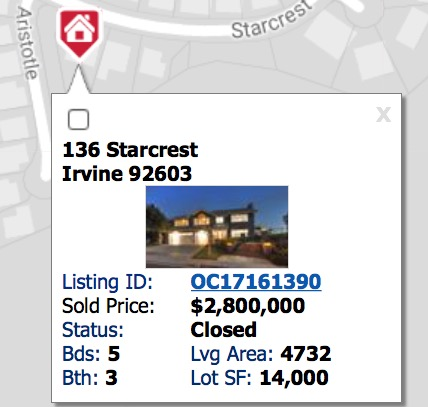 Aristotle
Starcrest
x
136 Starcrest
Irvine 92603
Listing ID: OC17161390
Sold Price: $2,800,000
Status: Closed
Bds: 5 Lvg Area: 4732
Bth: 3 Lot SF: 14,000